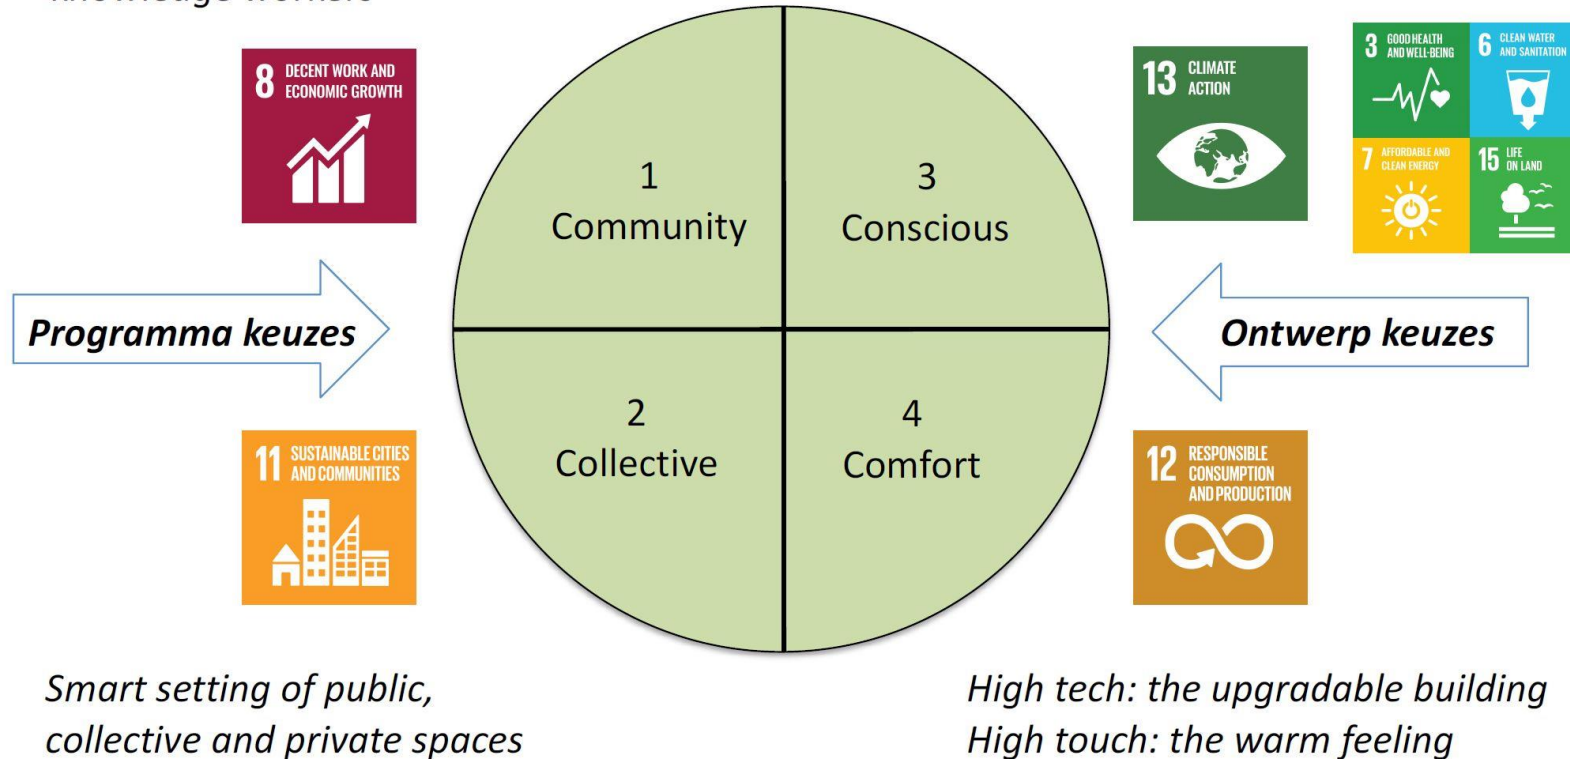 knowledge workers
8 DECENT WORK AND
ECONOMIC GROWTH
13 CLIMATE
ACTION
3 GOOD HEALTH
AND WELL-BEING
6 CLEAN WATER
AND SANITATION
7 AFFORDABLE AND
CLEAN ENERGY
15 LIFE
ON LAND
1
Community
3
Conscious
Programma keuzes
Ontwerp keuzes
2
Collective
4
Comfort
11 SUSTAINABLE CITIES
AND COMMUNITIES
12 RESPONSIBLE
CONSUMPTION
AND PRODUCTION
Smart setting of public,
collective and private spaces
High tech: the upgradable building
High touch: the warm feeling